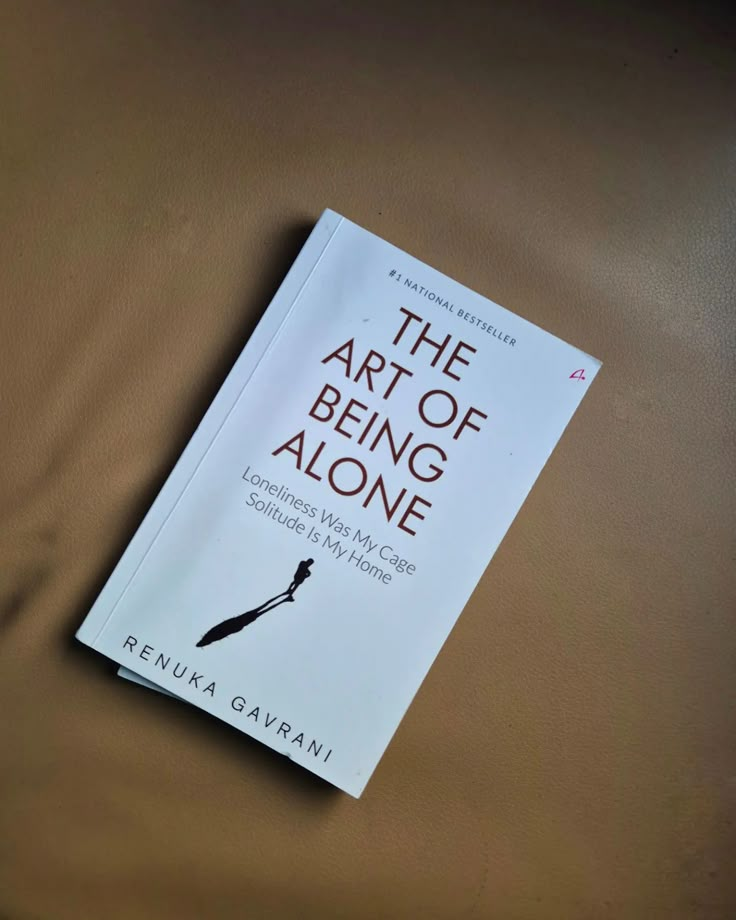 #1 NATIONAL BESTSELLER
THE
ART OF
BEING
ALONE
Loneliness Was My Cage
Solitude Is My Home
RENUKA GAVRANI